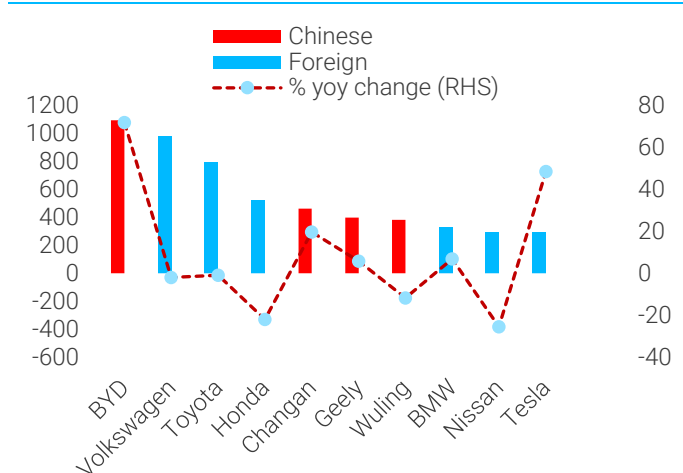 Chinese
Foreign
% yoy change (RHS)
1200
1000
800
600
400
200
0
-200
-400
-600
80
60
40
20
0
-20
-40
BYD
Volkswagen
Toyota
Honda
Changan
Geely
Wuling
BMW
Nissan
Tesla